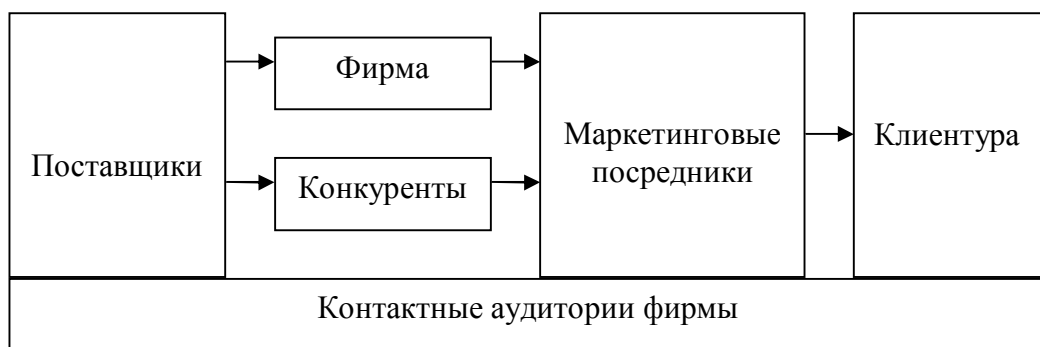 Поставщики
Фирма
Конкуренты
Маркетинговые
посредники
Клиентура
Контактные аудитории фирмы